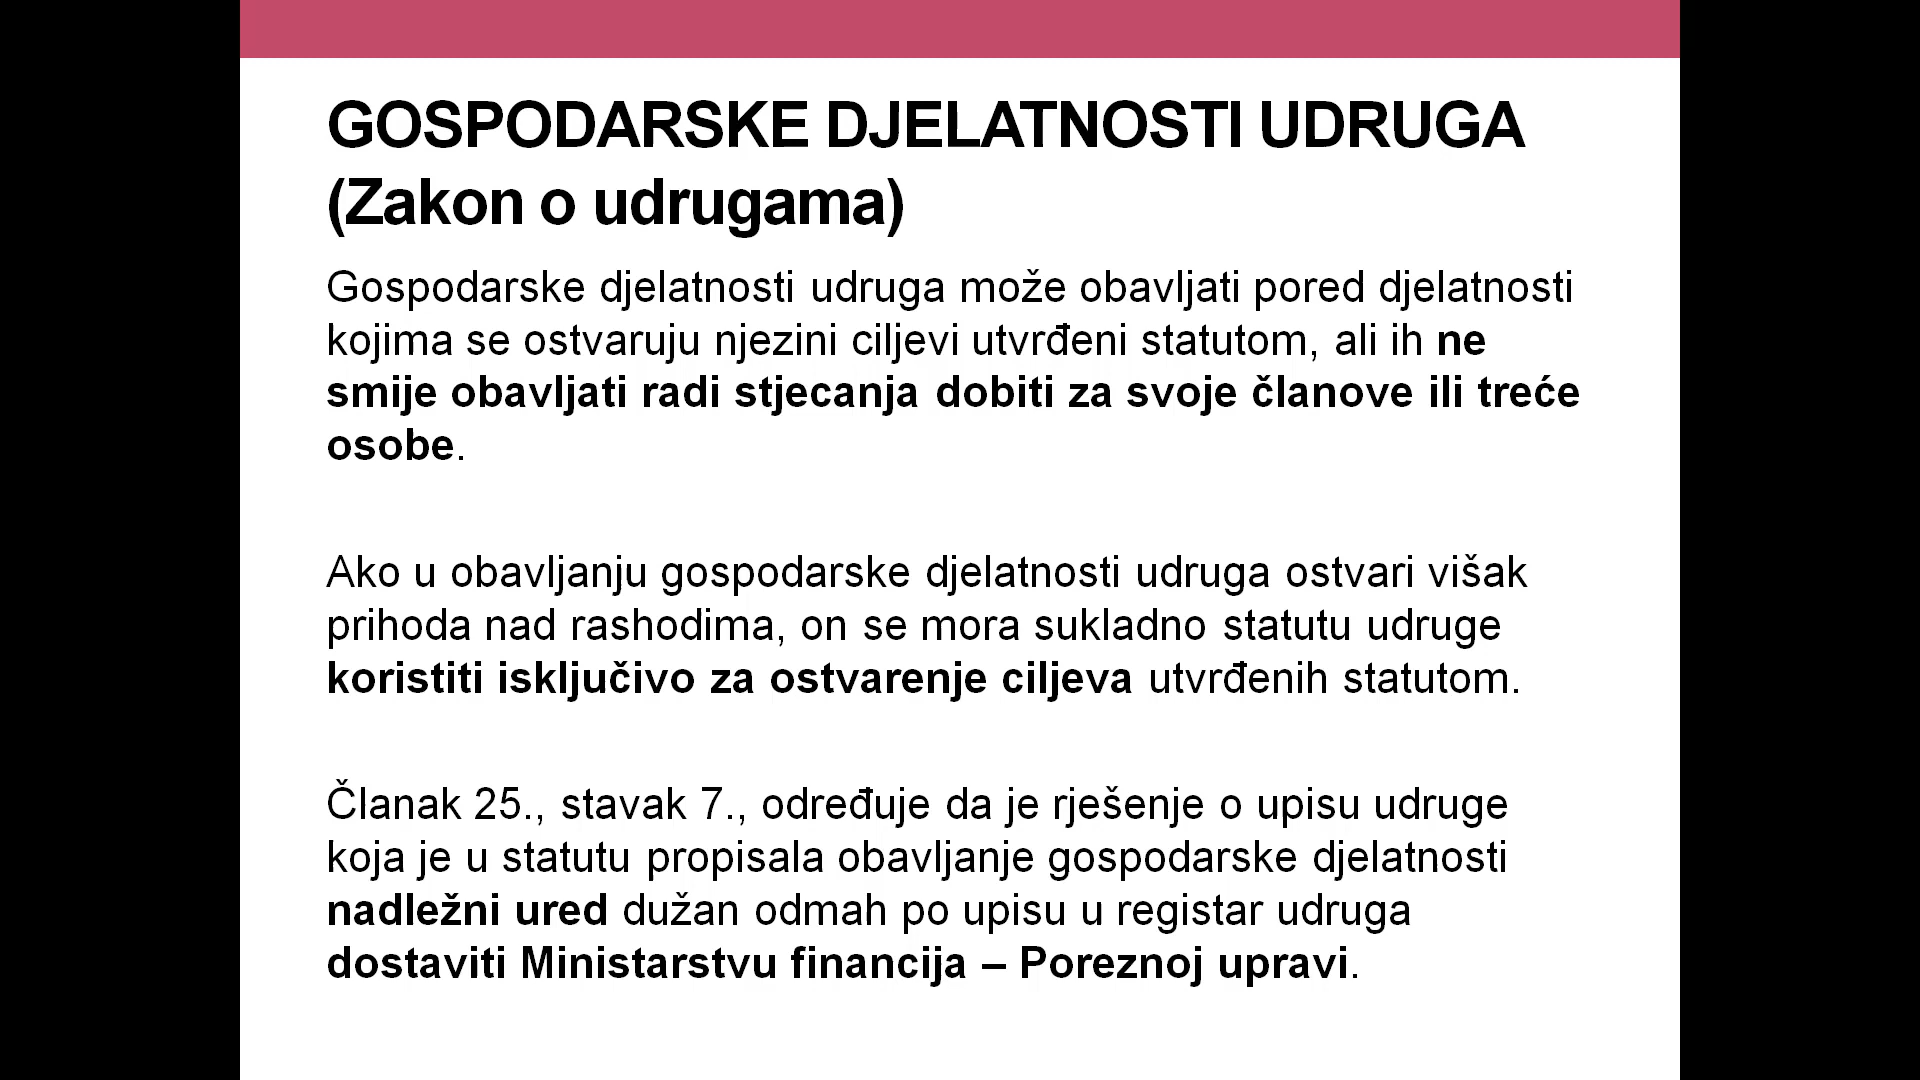 GOSPODARSKE DJELATNOSTI UDRUGA
(Zakon o udrugama)
Gospodarske djelatnosti udruga može obavljati pored djelatnosti
kojima se ostvaruju njezini ciljevi utvrđeni statutom, ali ih ne
smije obavljati radi stjecanja dobiti za svoje članove ili treće
osobe.
Ako u obavljanju gospodarske djelatnosti udruga ostvari višak
prihoda nad rashodima, on se mora sukladno statutu udruge
koristiti isključivo za ostvarenje ciljeva utvrđenih statutom.
Članak 25., stavak 7., određuje da je rješenje o upisu udruge
koja je u statutu propisala obavljanje gospodarske djelatnosti
nadležni ured dužan odmah po upisu u registar udruga
dostaviti Ministarstvu financija – Poreznoj upravi.